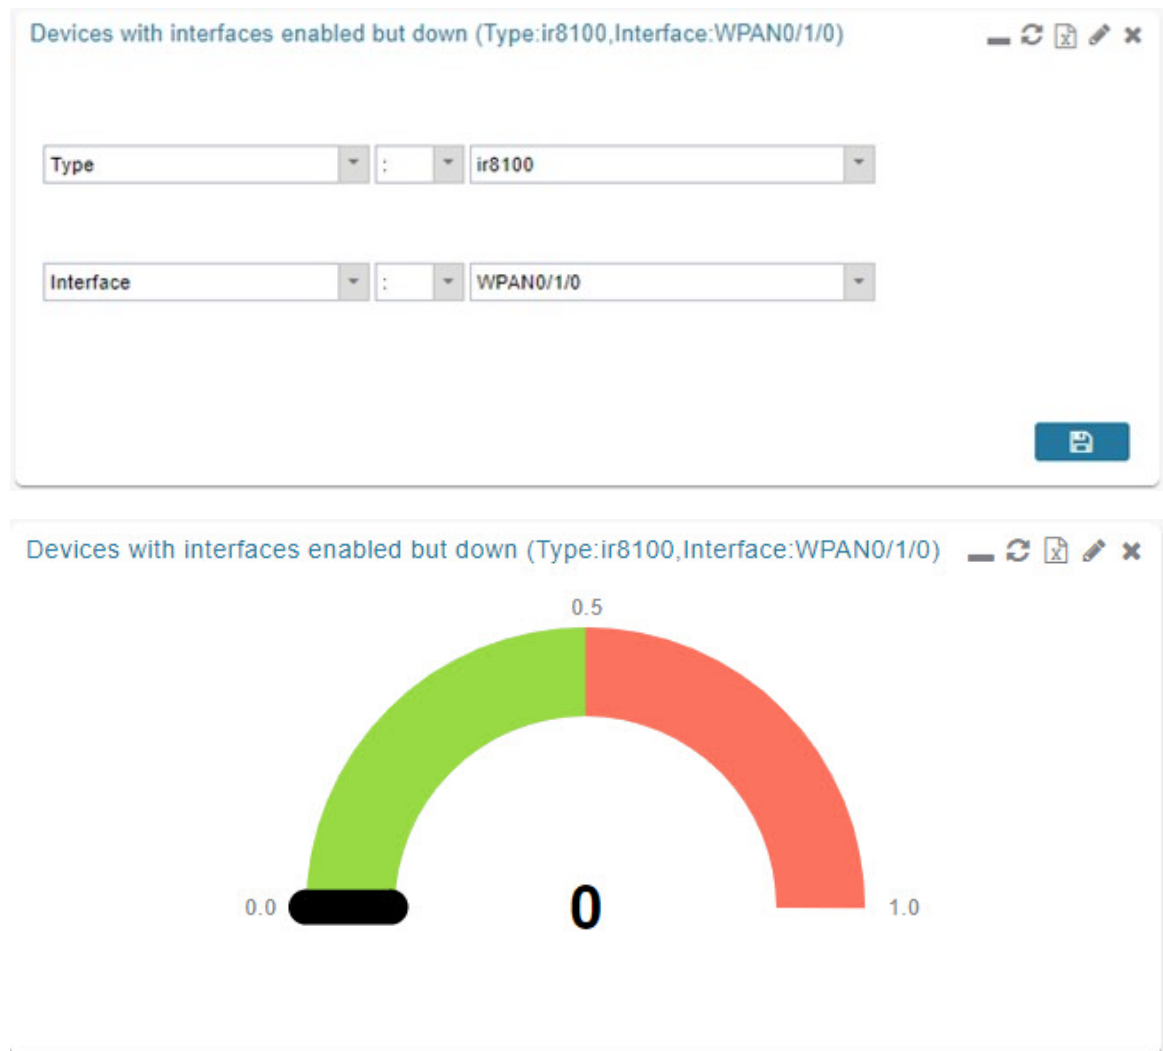 Devices with interfaces enabled but down (Type:ir8100,Interface:WPAN0/1/0)
Type : ir8100
Interface : WPAN0/1/0
Devices with interfaces enabled but down (Type:ir8100,Interface:WPAN0/1/0)
0.5
0.0 0 1.0